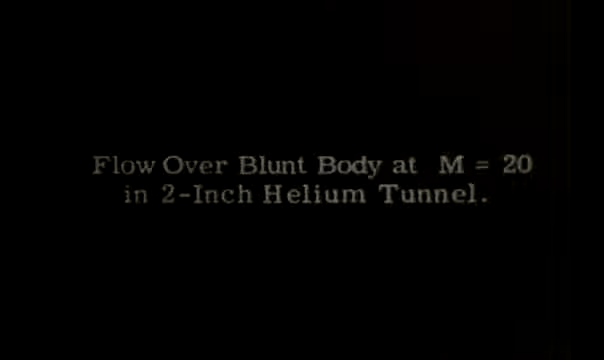 Flow Over Blunt Body at M = 20
in 2-Inch Helium Tunnel.